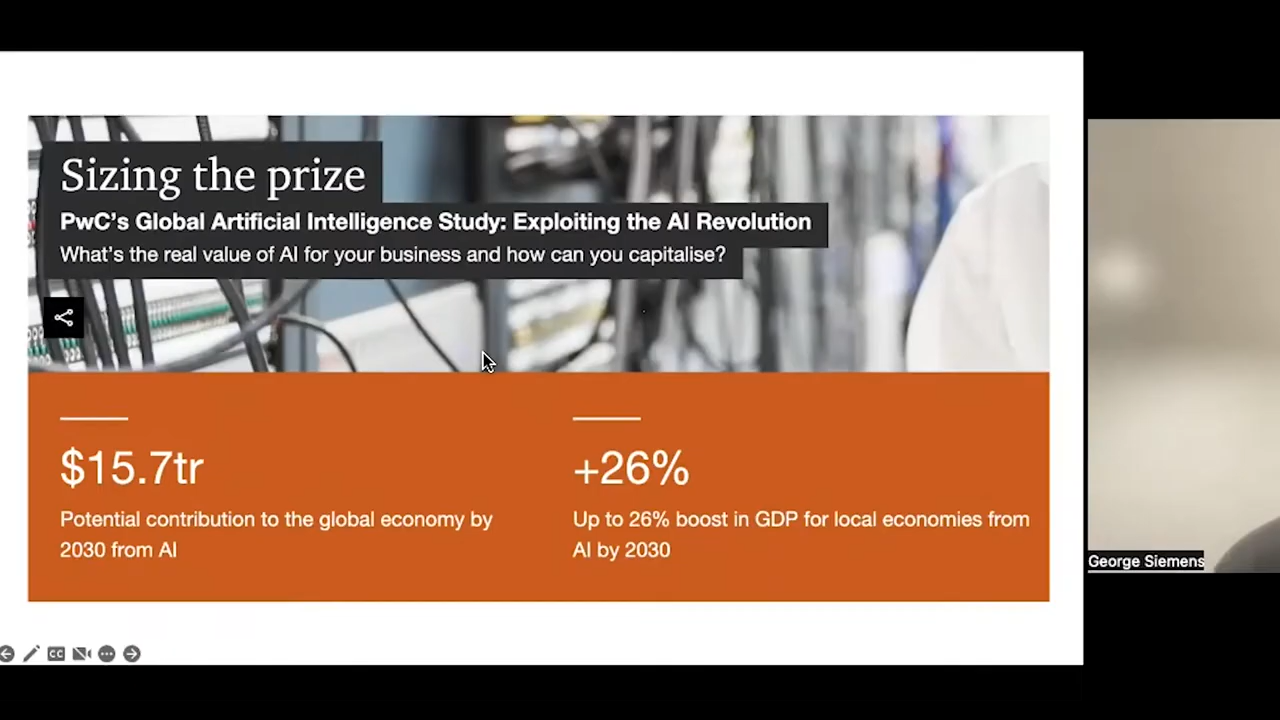 Sizing the prize
PwC's Global Artificial Intelligence Study: Exploiting the AI Revolution
What's the real value of AI for your business and how can you capitalise?
$15.7tr
Potential contribution to the global economy by
2030 from AI
+26%
Up to 26% boost in GDP for local economies from
AI by 2030
George Siemens
CC